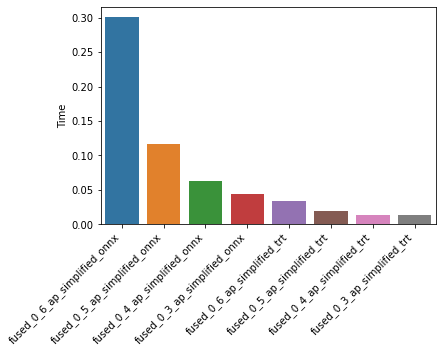 0.30
0.25
0.20
0.15
0.10
0.05
0.00
Time
fused_0_6_ap_simplified_onnx
fused_0_5_ap_simplified_onnx
fused_0_4_ap_simplified_onnx
fused_0_3_ap_simplified_onnx
fused_0_6_ap_simplified_trt
fused_0_5_ap_simplified_trt
fused_0_4_ap_simplified_trt
fused_0_3_ap_simplified_trt